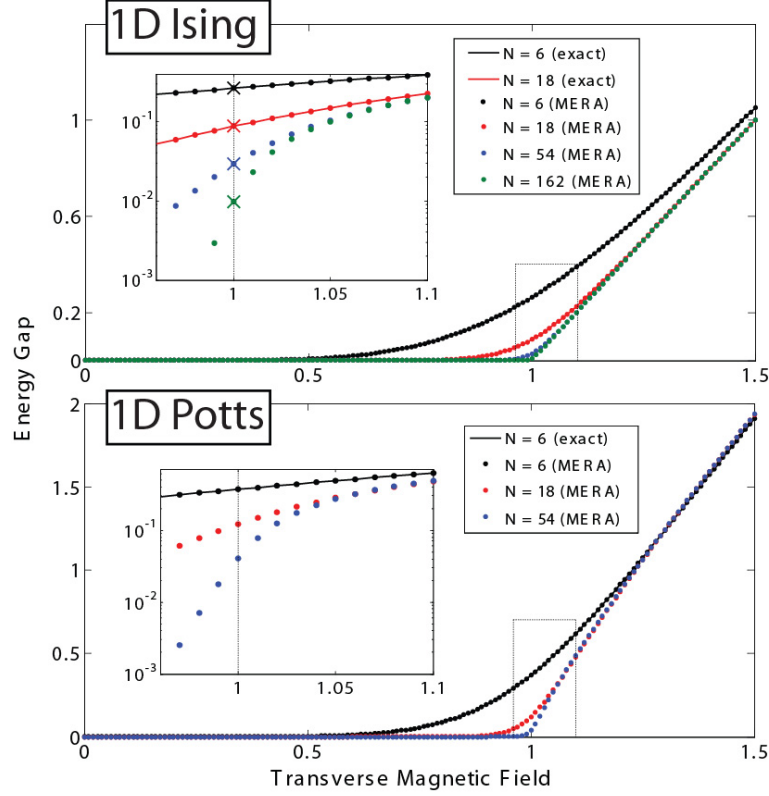 1D Ising
N = 6 (exact)
N = 18 (exact)
N = 6 (MERA)
N = 18 (MERA)
N = 54 (MERA)
N = 162 (MERA)
10-1
10-2
10-3
1
1.05
1.1
1
0.6
0.2
0
0.5
1
1.5
Energy Gap
1D Potts
N = 6 (exact)
N = 6 (MERA)
N = 18 (MERA)
N = 54 (MERA)
10-1
10-2
10-3
1
1.05
1.1
2
1.5
1
0.5
0
0
0.5
1
1.5
Transverse Magnetic Field